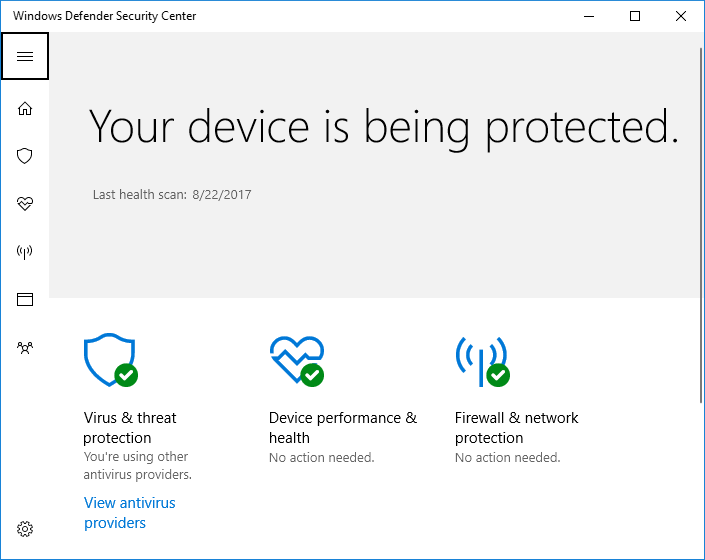 Windows Defender Security Center
Your device is being protected.
Last health scan: 8/22/2017
Virus & threat
protection
You're using other
antivirus providers.
View antivirus
providers
Device performance &
health
No action needed.
Firewall & network
protection
No action needed.